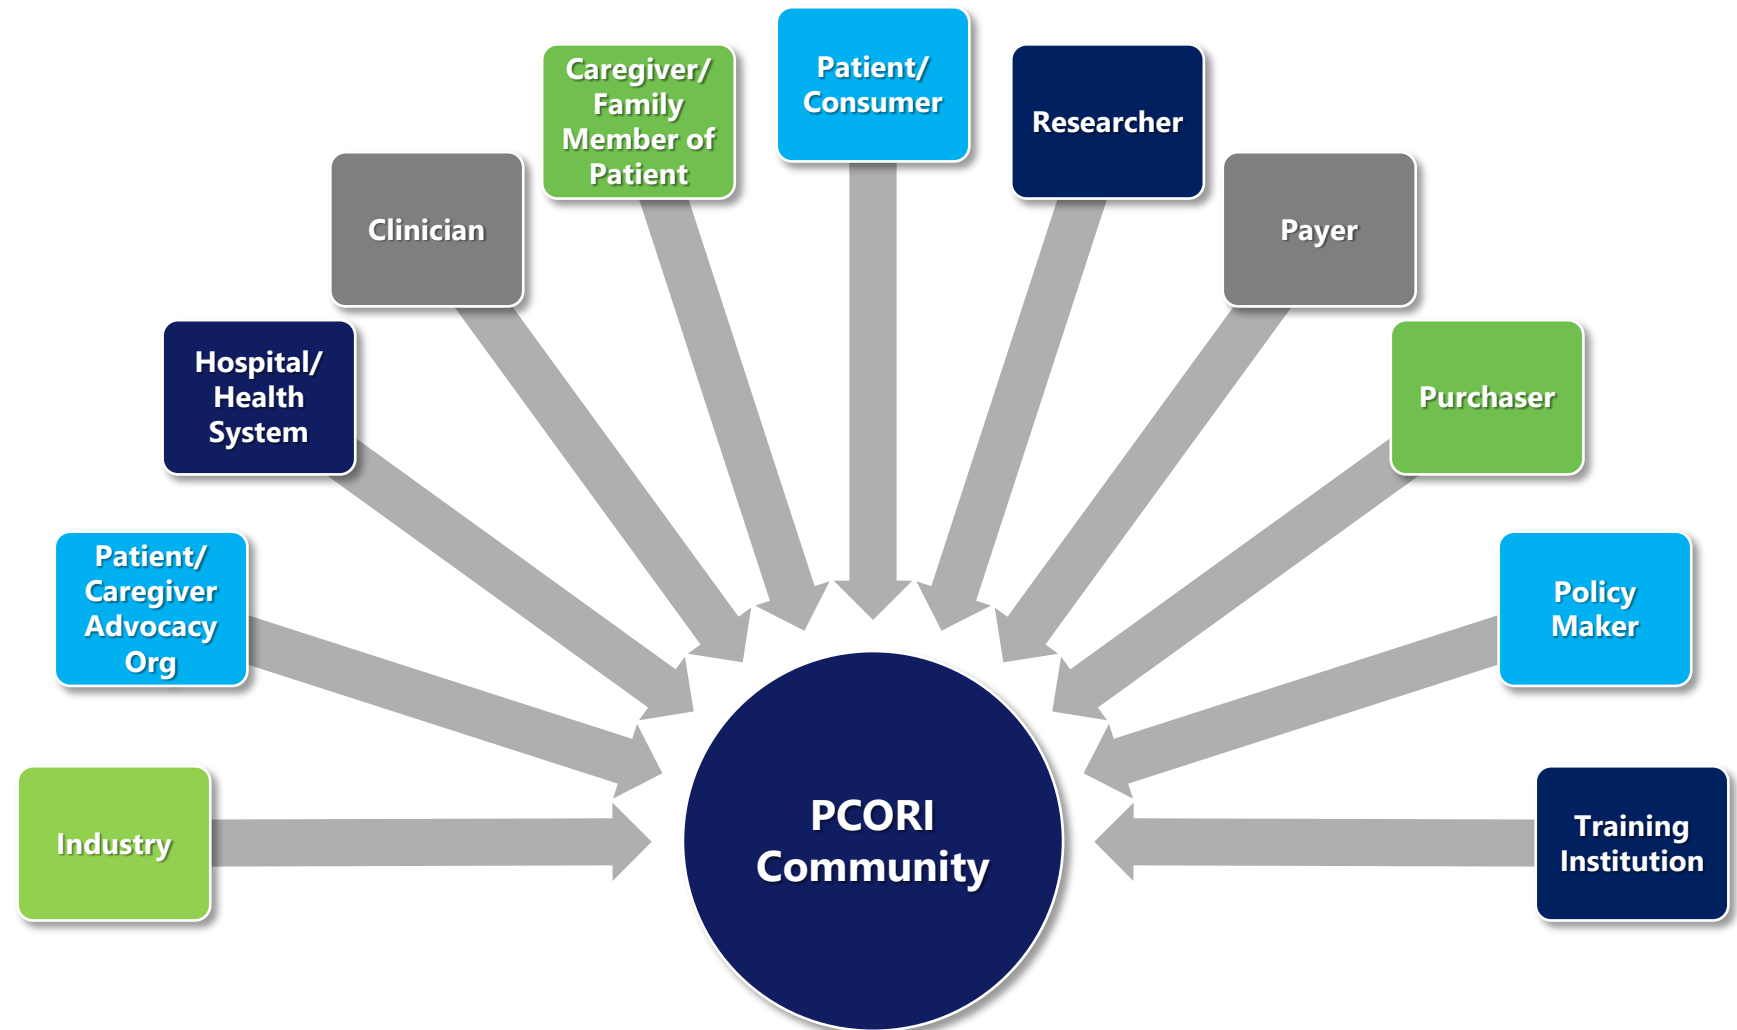 Patient/
Consumer
Caregiver/
Family
Member of
Patient
Researcher
Clinician
Payer
Hospital/
Health
System
Purchaser
Patient/
Caregiver
Advocacy
Org
Policy
Maker
Industry
Training
Institution
PCORI
Community